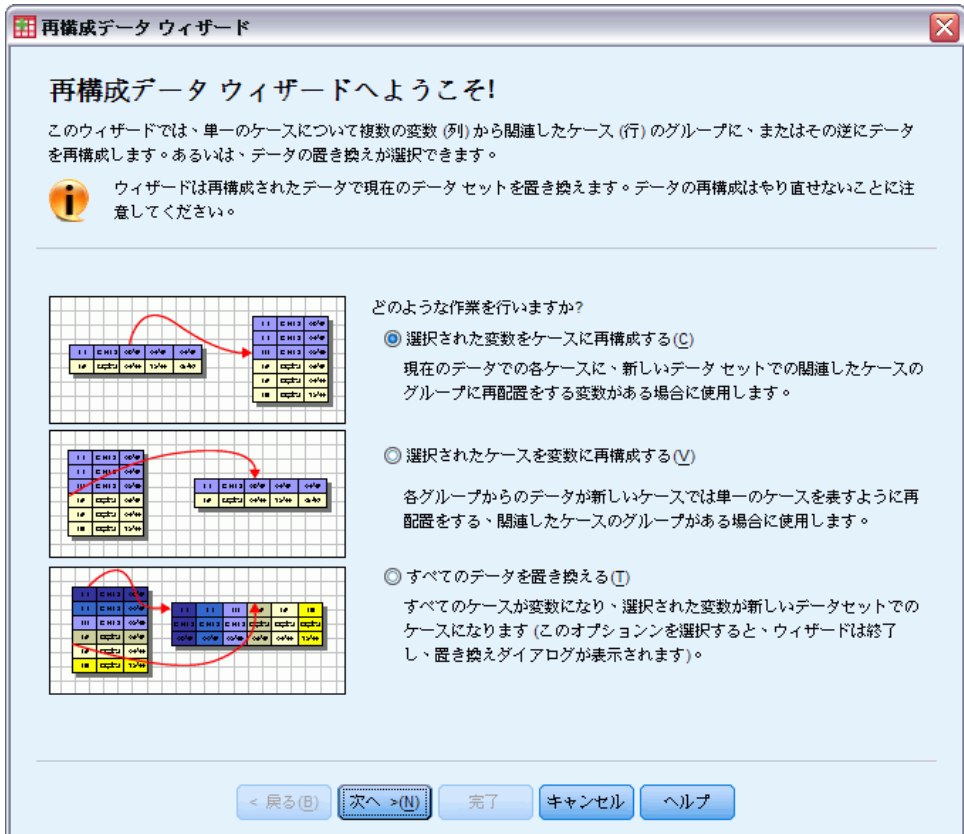 再構成データ ウィザード
再構成データ ウィザードへようこそ!
このウィザードでは、単一のケースについて複数の変数 (列) から関連したケース (行) のグループに、またはその逆にデータ
を再構成します。あるいは、データの置き換えが選択できます。
ウィザードは再構成されたデータで現在のデータ セットを置き換えます。データの再構成はやり直せないことに注
意してください。
どのような作業を行いますか?
選択された変数をケースに再構成する(C)
現在のデータでの各ケースに、新しいデータ セットでの関連したケースの
グループに再配置をする変数がある場合に使用します。
選択されたケースを変数に再構成する(V)
各グループからのデータが新しいケースでは単一のケースを表すように再
配置をする、関連したケースのグループがある場合に使用します。
すべてのデータを置き換える(T)
すべてのケースが変数になり、選択された変数が新しいデータセットでの
ケースになります (このオプションンを選択すると、ウィザードは終了
し、置き換えダイアログが表示されます)。
< 戻る(B) 次へ >(N) 完了 キャンセル ヘルプ